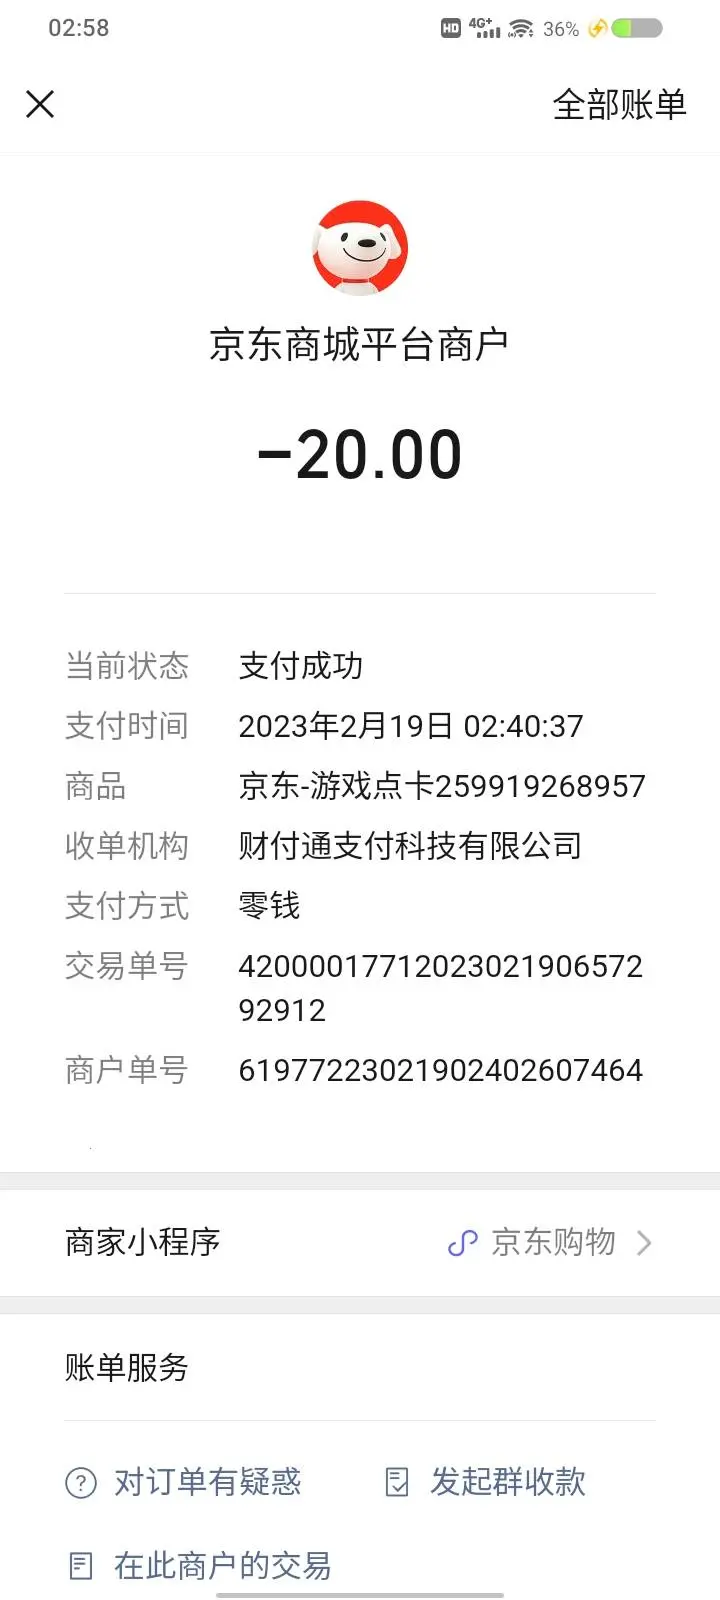 02:58
HD 4G+ 36%
全部账单
京东商城平台商户
-20.00
当前状态 支付成功
支付时间 2023年2月19日 02:40:37
商品 京东-游戏点卡259919268957
收单机构 财付通支付科技有限公司
支付方式 零钱
交易单号 42000017712023021906572
92912
商户单号 61977223021902402607464
商家小程序 京东购物
账单服务
对订单有疑惑 发起群收款
在此商户的交易